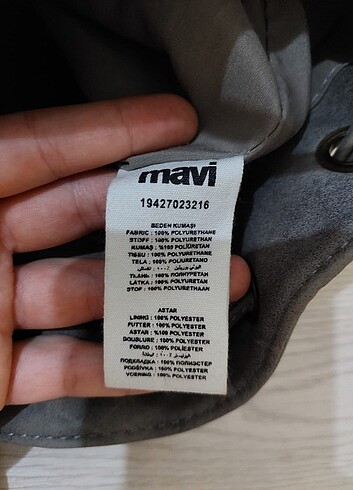 mavi
19427023216
BEDEN KUMAŞI
FABRIC : 100% POLYURETHANE
STOFF : 100% POLYURETHAN
KUMAŞ : %100 POLİÜRETAN
TISSU : 100% POLYURETHANE
TELA : 100% POLIURETANO
ТКАНЬ : 100% ПОЛИУРЕТАН
LÁTKA : 100% POLYURETAN
STOF : 100% POLYURETHAAN
ASTAR
LINING : 100% POLYESTER
FUTTER : 100% POLYESTER
ASTAR : %100 POLYESTER
DOUBLURE : 100% POLYESTER
FORRO : 100% POLIESTER
ПОДКЛАДКА : 100% ПОЛИЭСТЕР
PODŠÍVKA : 100% POLYESTER
VOERING : 100% POLYESTER